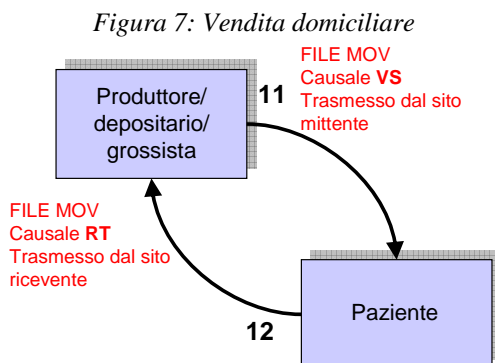 Figura 7: Vendita domiciliare
FILE MOV
Causale VS
Trasmesso dal sito
mittente
11
Produttore/
depositario/
grossista
FILE MOV
Causale RT
Trasmesso dal sito
ricevente
12
Paziente